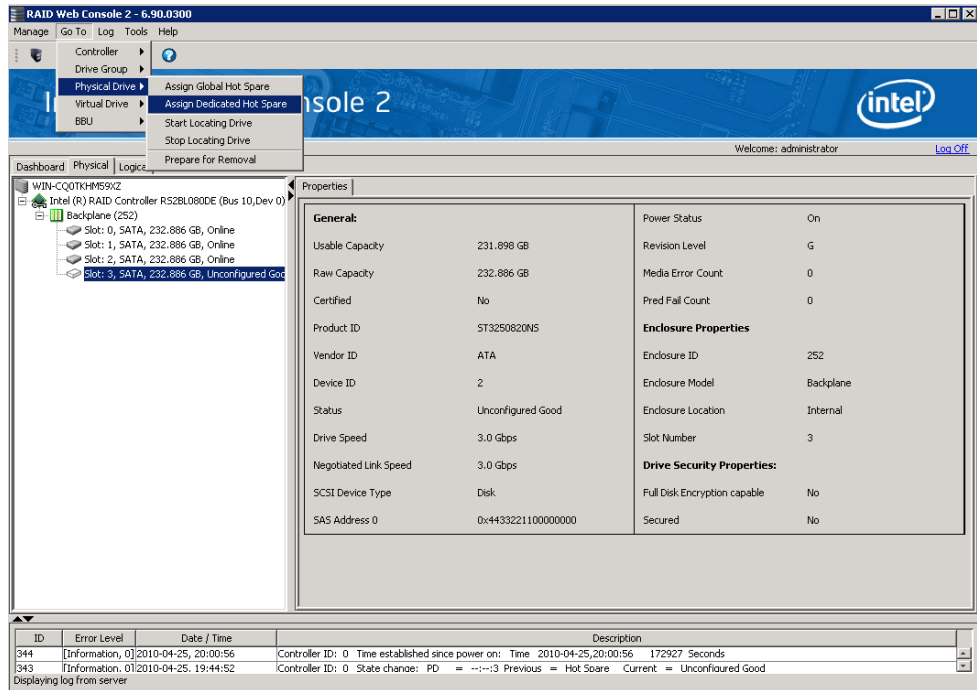 RAID Web Console 2 - 6.90.0300
Manage Go To Log Tools Help
Controller
Drive Group
Physical Drive
Virtual Drive
BBU
Assign Global Hot Spare
Assign Dedicated Hot Spare
Start Locating Drive
Stop Locating Drive
Prepare for Removal
nsole 2
intel
Welcome: administrator
Log Off
Dashboard Physical Logica
WIN-CQ0TKHM59XZ
Intel (R) RAID Controller RS2BL080DE (Bus 10,Dev 0)
Backplane (252)
Slot: 0, SATA, 232.886 GB, Online
Slot: 1, SATA, 232.886 GB, Online
Slot: 2, SATA, 232.886 GB, Online
Slot: 3, SATA, 232.886 GB, Unconfigured Goo
Properties
General:
Usable Capacity 231.898 GB
Raw Capacity 232.886 GB
Certified No
Product ID ST3250820NS
Vendor ID ATA
Device ID 2
Status Unconfigured Good
Drive Speed 3.0 Gbps
Negotiated Link Speed 3.0 Gbps
SCSI Device Type Disk
SAS Address 0 0x4433221100000000
Power Status On
Revision Level G
Media Error Count 0
Pred Fail Count 0
Enclosure Properties
Enclosure ID 252
Enclosure Model Backplane
Enclosure Location Internal
Slot Number 3
Drive Security Properties:
Full Disk Encryption capable No
Secured No
ID Error Level Date / Time Description
344 [Information, 0] 2010-04-25, 20:00:56 Controller ID: 0 Time established since power on: Time 2010-04-25,20:00:56 172927 Seconds
343 [Information, 0] 2010-04-25, 19:44:52 Controller ID: 0 State change: PD = --:--:3 Previous = Hot Spare Current = Unconfigured Good
Displaying log from server